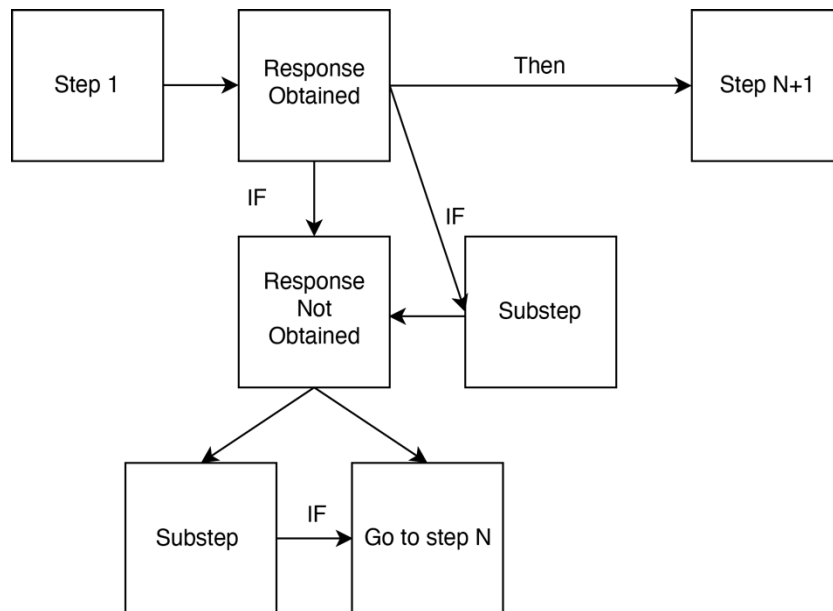 Step 1
Response
Obtained
Then
Step N+1
IF
IF
Response
Not
Obtained
Substep
Substep
IF
Go to step N